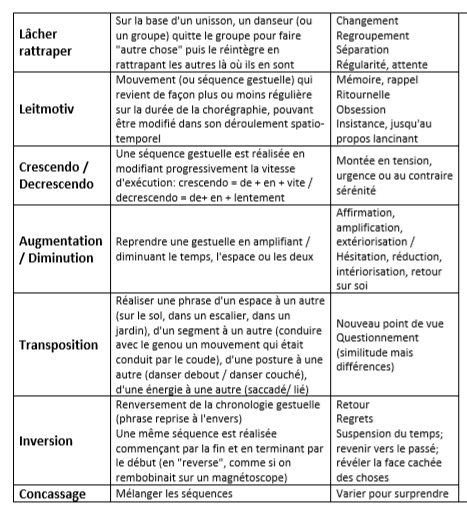 Lâcher
rattraper
Sur la base d'un unisson, un danseur (ou
un groupe) quitte le groupe pour faire
"autre chose" puis le réintègre en
rattrapant les autres là où ils en sont
Changement
Regroupement
Séparation
Régularité, attente
Leitmotiv
Mouvement (ou séquence gestuelle) qui
revient de façon plus ou moins régulière
sur la durée de la chorégraphie, pouvant
être modifié dans son déroulement spatio-
temporel
Mémoire, rappel
Ritournelle
Obsession
Insistance, jusqu'au
propos lancinant
Crescendo /
Decrescendo
Une séquence gestuelle est réalisée en
modifiant progressivement la vitesse
d'exécution: crescendo = de + en + vite /
decrescendo = de+ en + lentement
Montée en tension,
urgence ou au contraire
sérénité
Augmentation
/ Diminution
Reprendre une gestuelle en amplifiant /
diminuant le temps, l'espace ou les deux
Affirmation,
amplification,
extériorisation /
Hésitation, réduction,
intériorisation, retour
sur soi
Transposition
Réaliser une phrase d'un espace à un autre
(sur le sol, dans un escalier, dans un
jardin), d'un segment à un autre (conduire
avec le genou un mouvement qui était
conduit par le coude), d'une posture à une
autre (danser debout / danser couché),
d'une énergie à une autre (saccadé/ lié)
Nouveau point de vue
Questionnement
(similitude mais
différences)
Inversion
Renversement de la chronologie gestuelle
(phrase reprise à l'envers)
Une même séquence est réalisée
commençant par la fin et en terminant par
le début (en "reverse", comme si on
rembobinait sur un magnétoscope)
Retour
Regrets
Suspension du temps;
revenir vers le passé;
révéler la face cachée
des choses
Concassage
Mélanger les séquences
Varier pour surprendre